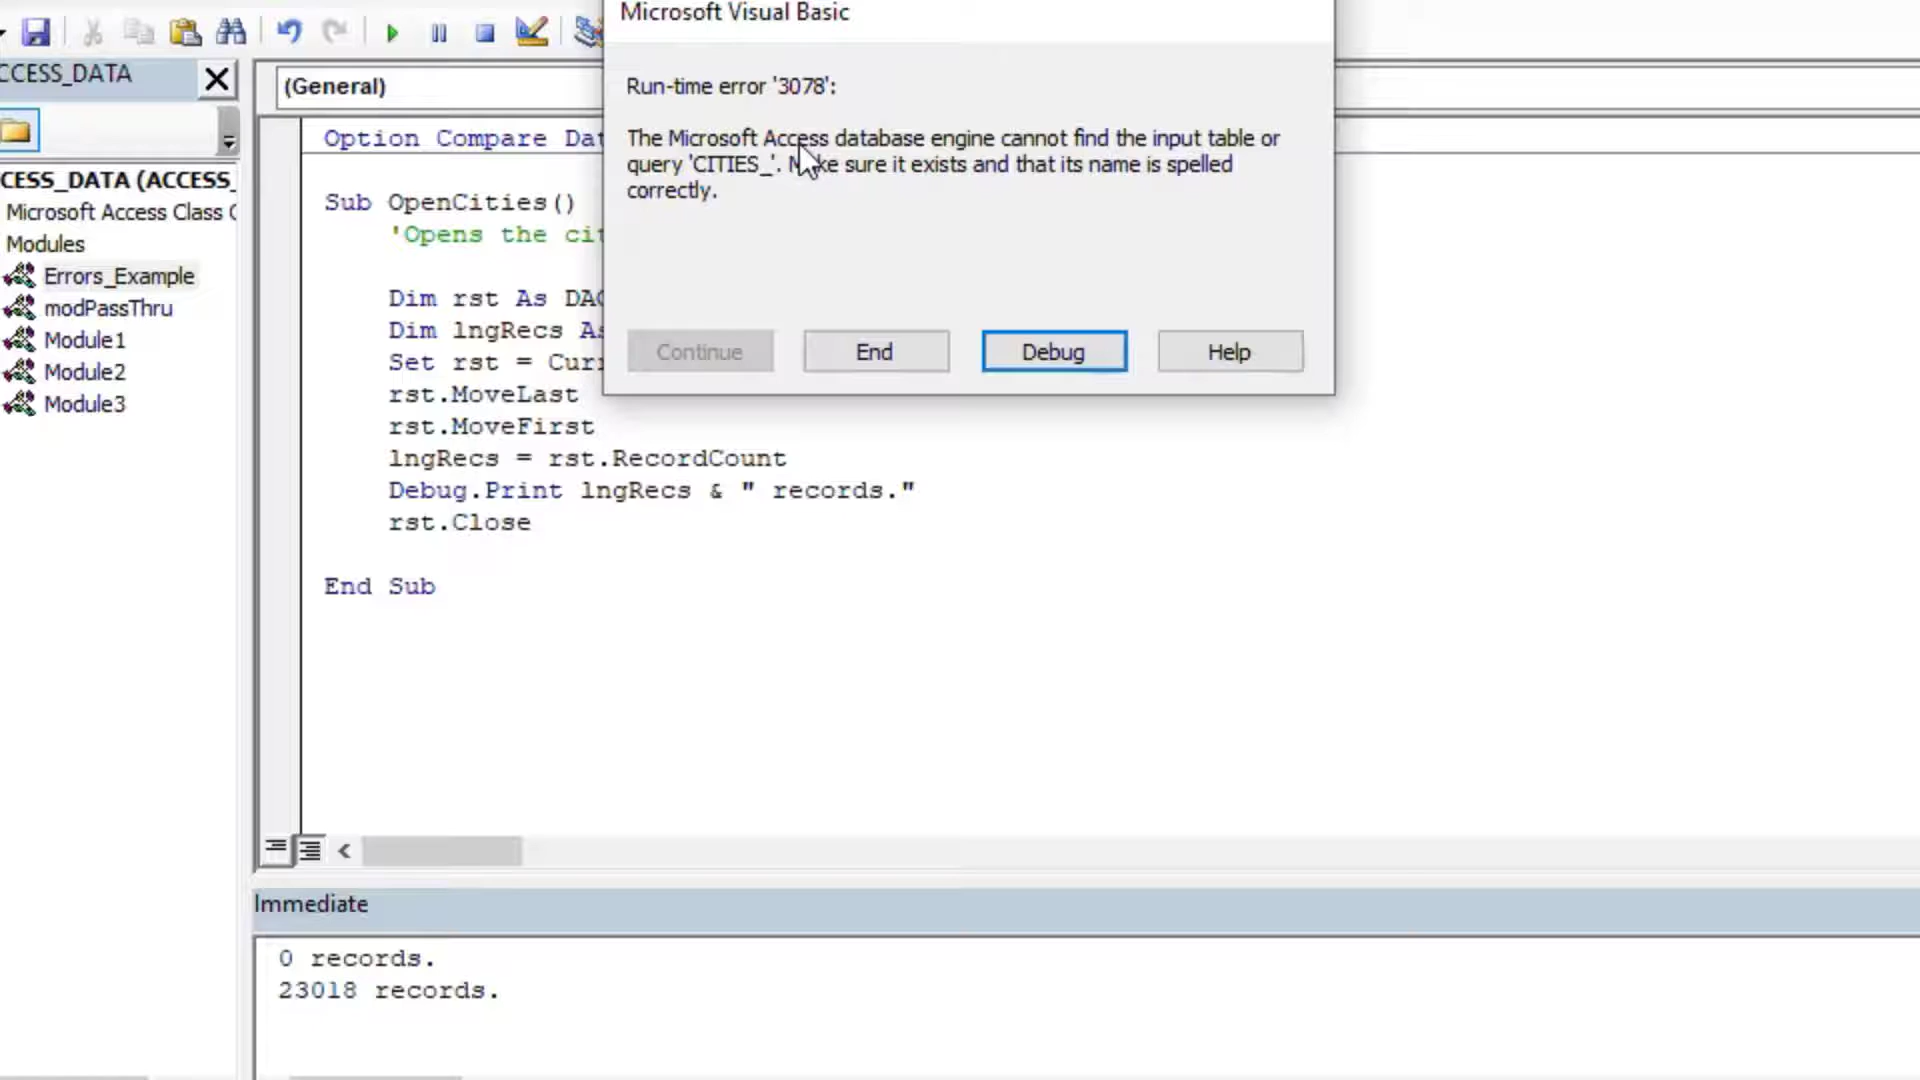 Microsoft Visual Basic
CCESS_DATA
(General)
Run-time error '3078':
The Microsoft Access database engine cannot find the input table or
query 'CITIES_'. Make sure it exists and that its name is spelled
correctly.
Continue
End
Debug
Help
CESS_DATA (ACCESS_
Microsoft Access Class
Modules
Errors_Example
modPassThru
Module1
Module2
Module3
Option Compare Dat
Sub OpenCities()
'Opens the cit
Dim rst As DAO
Dim lngRecs As
Set rst = Curr
rst.MoveLast
rst.MoveFirst
lngRecs = rst.RecordCount
Debug.Print lngRecs & " records."
rst.Close
End Sub
Immediate
0 records.
23018 records.